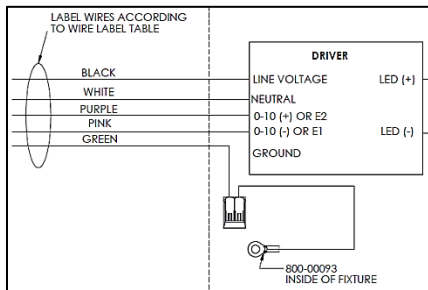 LABEL WIRES ACCORDING
TO WIRE LABEL TABLE
DRIVER
BLACK
LINE VOLTAGE
LED (+)
WHITE
NEUTRAL
PURPLE
0-10 (+) OR E2
PINK
0-10 (-) OR E1
LED (-)
GREEN
GROUND
800-00093
INSIDE OF FIXTURE